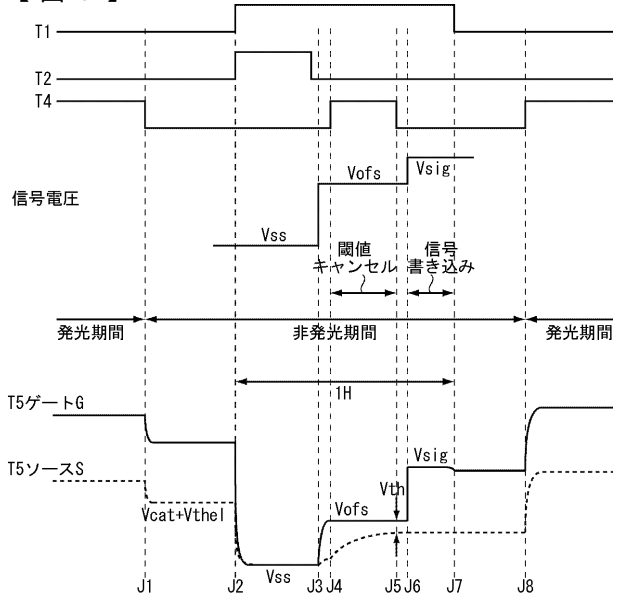 T1
T2
T4
Vofs
Vsig
信号電圧
Vss
閾値
キャンセル
信号
書き込み
発光期間
非発光期間
発光期間
1H
T5ゲートG
Vsig
T5ソースS
Vth
Vcat+Vthel
Vofs
Vss
J1 J2 J3 J4 J5 J6 J7 J8